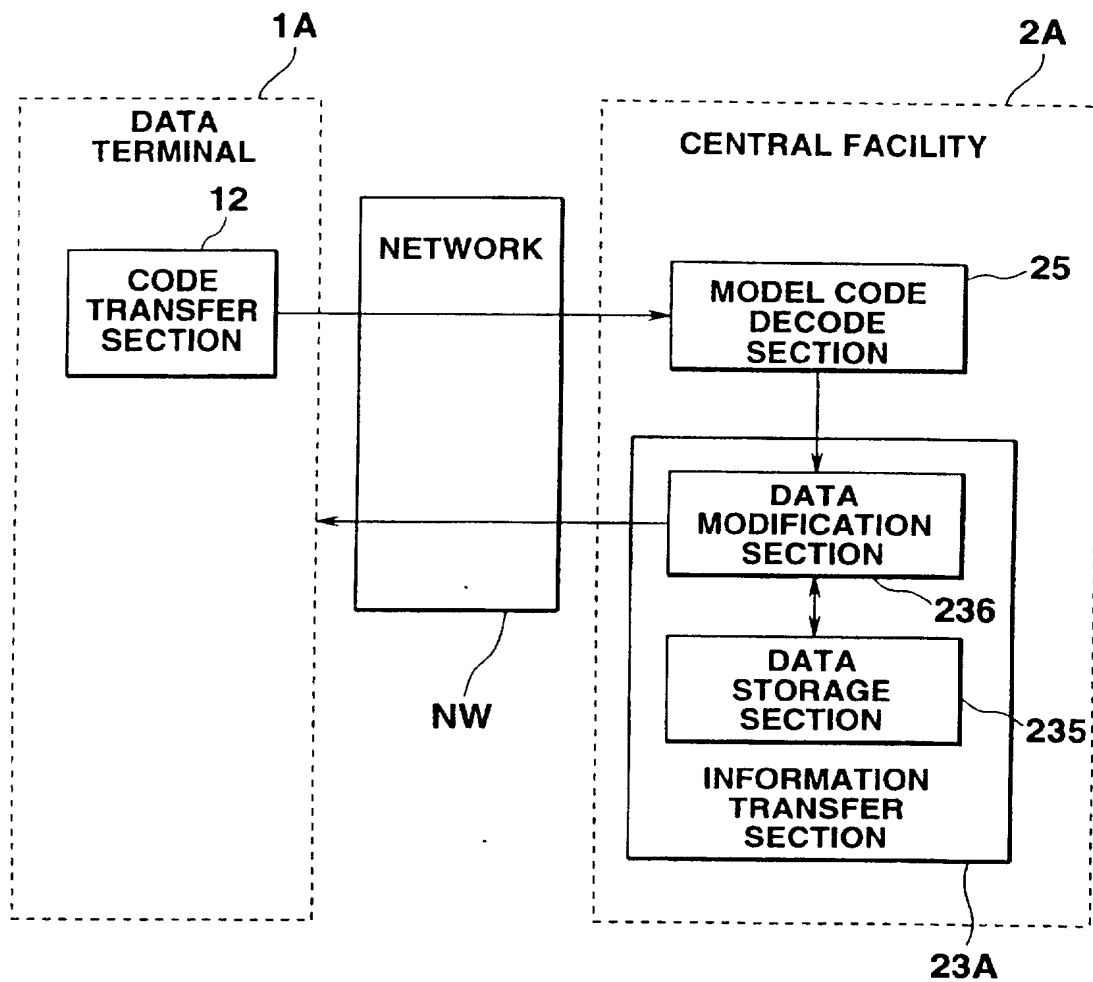 1A
2A
DATA
TERMINAL
CENTRAL FACILITY
12
NETWORK
25
CODE
TRANSFER
SECTION
MODEL CODE
DECODE
SECTION
DATA
MODIFICATION
SECTION
236
DATA
STORAGE
SECTION
NW
235
INFORMATION
TRANSFER
SECTION
23A